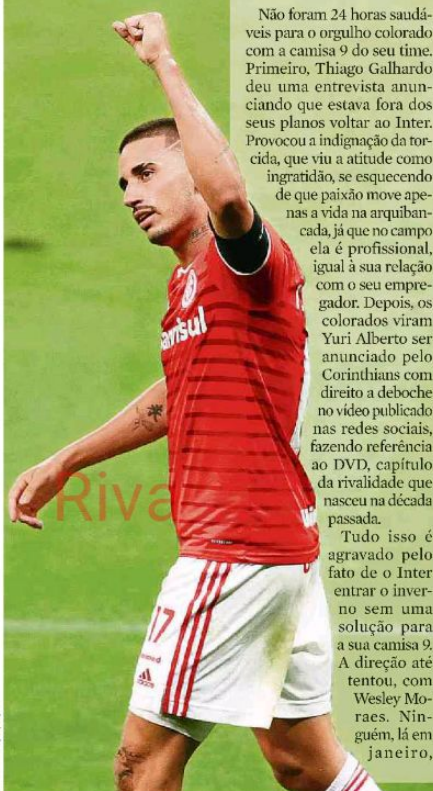 Não foram 24 horas saudá-
veis para o orgulho colorado
com a camisa 9 do seu time.
Primeiro, Thiago Galhardo
deu uma entrevista anun-
ciando que estava fora dos
seus planos voltar ao Inter.
Provocou a indignação da tor-
cida, que viu a atitude como
ingratidão, se esquecendo
de que paixão move ape-
nas a vida na arquiban-
cada, já que no campo
ela é profissional,
igual à sua relação
com o seu empre-
gador. Depois, os
colorados viram
Yuri Alberto ser
anunciado pelo
Corinthians com
direito a deboche
no vídeo publicado
nas redes sociais,
fazendo referência
ao DVD, capítulo
da rivalidade que
nasceu na década
passada.
Tudo isso é
agravado pelo
fato de o Inter
entrar o inver-
no sem uma
solução para
a sua camisa 9.
A direção até
tentou, com
Wesley Mo-
raes. Nin-
guém, lá em
janeiro,
Riva
17
adidas